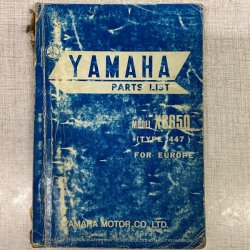 YAMAHA
PARTS LIST
MODEL XS650
(TYPE 447)
FOR EUROPE
YAMAHA MOTOR CO., LTD.